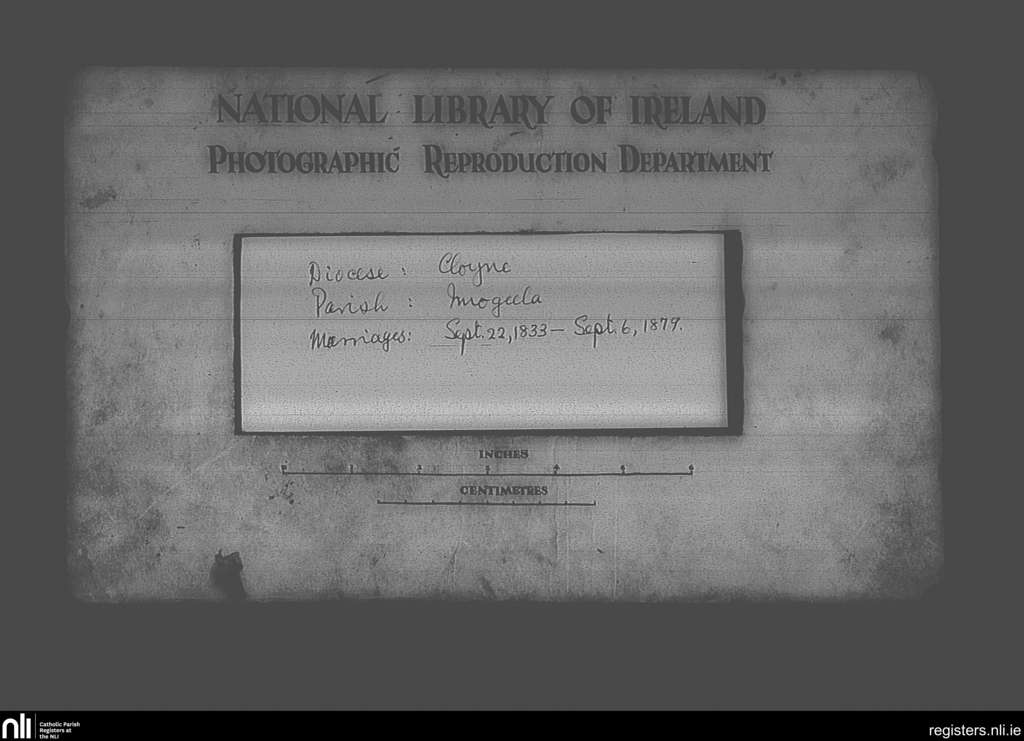 NATIONAL LIBRARY OF IRELAND
PHOTOGRAPHIC REPRODUCTION DEPARTMENT
Diocese : Cloyne
Parish : Imogeela
Marriages: Sept. 22, 1833 – Sept. 6, 1879.
INCHES
CENTIMETRES
nli
Catholic Parish
Registers at
the NLI
registers.nli.ie